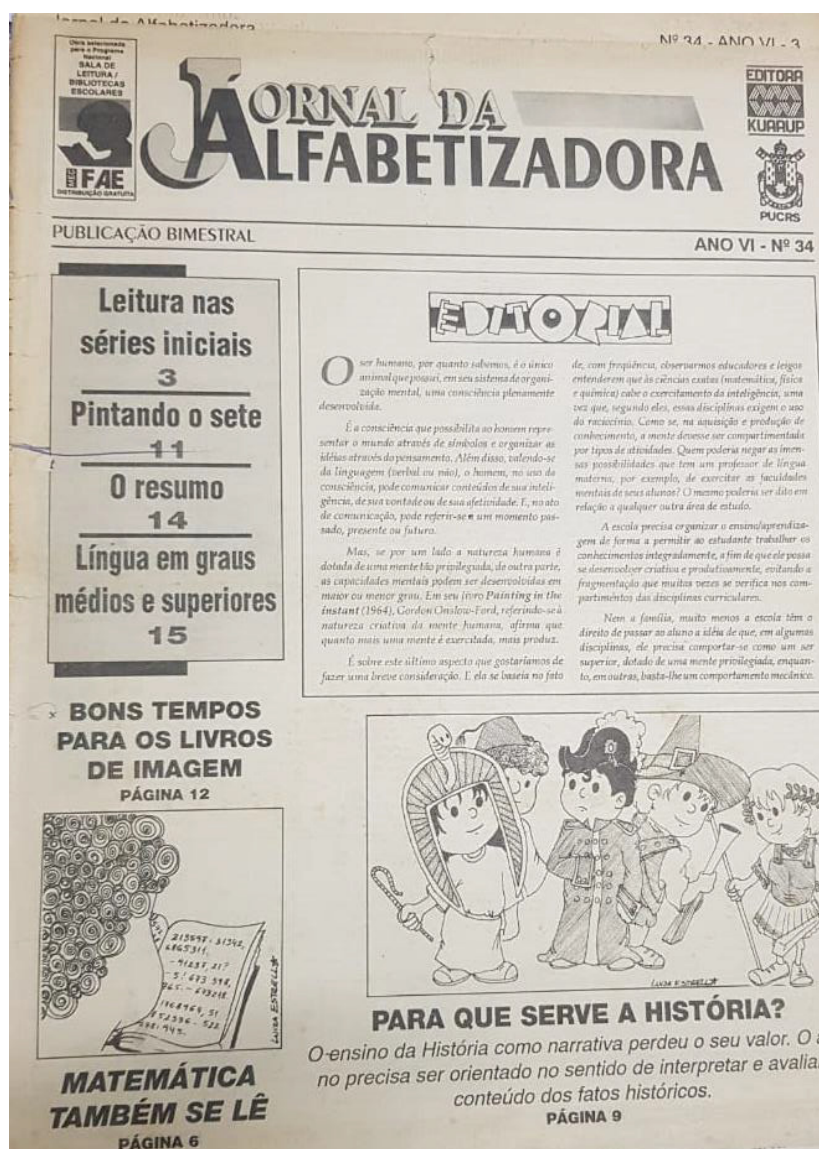 Jornal da Alfabetizadora
Nº 34 - ANO VI - 3
Obra selecionada
para o Programa
Nacional
SALA DE
LEITURA /
BIBLIOTECAS
ESCOLARES
MEC
FAE
DISTRIBUIÇÃO GRATUITA
JORNAL DA
ALFABETIZADORA
EDITORA
KUARUP
PUCRS
PUBLICAÇÃO BIMESTRAL
ANO VI - Nº 34
Leitura nas
séries iniciais
3
Pintando o sete
11
O resumo
14
Língua em graus
médios e superiores
15
EDITORIAL
O ser humano, por quanto sabemos, é o único
animal que possui, em seu sistema de organi-
zação mental, uma consciência plenamente
desenvolvida.
É a consciência que possibilita ao homem repre-
sentar o mundo através de símbolos e organizar as
idéias através do pensamento. Além disso, valendo-se
da linguagem (verbal ou não), o homem, no uso da
consciência, pode comunicar conteúdos de sua inteli-
gência, de sua vontade ou de sua afetividade. E, no ato
de comunicação, pode referir-se a um momento pas-
sado, presente ou futuro.
Mas, se por um lado a natureza humana é
dotada de uma mente tão privilegiada, de outra parte,
as capacidades mentais podem ser desenvolvidas em
maior ou menor grau. Em seu livro Painting in the
instant (1964), Gordon Onslow-Ford, referindo-se à
natureza criativa da mente humana, afirma que
quanto mais uma mente é exercitada, mais produz.
É sobre este último aspecto que gostaríamos de
fazer uma breve consideração. E ela se baseia no fato
de, com freqüência, observarmos educadores e leigos
entenderem que às ciências exatas (matemática, física
e química) cabe o exercitamento da inteligência, uma
vez que, segundo eles, essas disciplinas exigem o uso
do raciocínio. Como se, na aquisição e produção de
conhecimento, a mente devesse ser compartimentada
por tipos de atividades. Quem poderia negar as imen-
sas possibilidades que tem um professor de língua
materna, por exemplo, de exercitar as faculdades
mentais de seus alunos? O mesmo poderia ser dito em
relação a qualquer outra área de estudo.
A escola precisa organizar o ensino/aprendiza-
gem de forma a permitir ao estudante trabalhar os
conhecimentos integradamente, a fim de que ele possa
se desenvolver criativa e produtivamente, evitando a
fragmentação que muitas vezes se verifica nos com-
partimentos das disciplinas curriculares.
Nem a família, muito menos a escola têm o
direito de passar ao aluno a idéia de que, em algumas
disciplinas, ele precisa comportar-se como um ser
superior, dotado de uma mente privilegiada, enquan-
to, em outras, basta-lhe um comportamento mecânico.
BONS TEMPOS
PARA OS LIVROS
DE IMAGEM
PÁGINA 12
LUIZA ESTRELLA
MATEMÁTICA
TAMBÉM SE LÊ
PÁGINA 6
LUIZA ESTRELLA
PARA QUE SERVE A HISTÓRIA?
O ensino da História como narrativa perdeu o seu valor. O a
no precisa ser orientado no sentido de interpretar e avalia
conteúdo dos fatos históricos.
PÁGINA 9